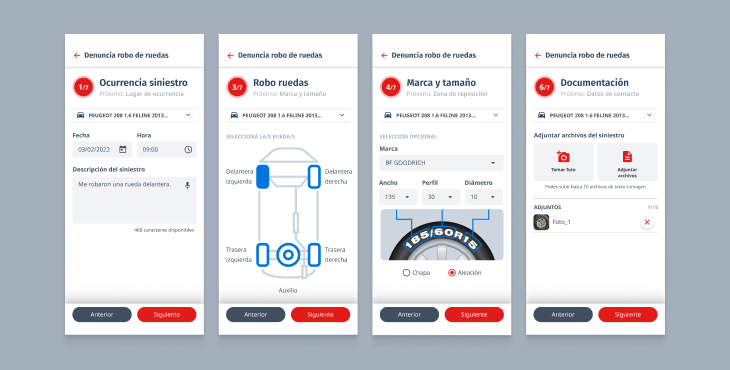 Denuncia robo de ruedas
1/7
Ocurrencia siniestro
Próximo: Lugar de ocurrencia
PEUGEOT 208 1.6 FELINE 2013...
Fecha
Hora
03/02/2022
09:00
Descripción del siniestro
Me robaron una rueda delantera.
-468 caracteres disponibles
Anterior
Siguiente
Denuncia robo de ruedas
3/7
Robo ruedas
Próximo: Marca y tamaño
PEUGEOT 208 1.6 FELINE 2013...
SELECCIONÁ LA/S RUEDA/S
Delantera
izquierda
Delantera
derecha
Trasera
izquierda
Trasera
derecha
Auxilio
Anterior
Siguiente
Denuncia robo de ruedas
4/7
Marca y tamaño
Próximo: Zona de reposición
PEUGEOT 208 1.6 FELINE 2013...
SELECCIÓN OPCIONAL
Marca
BF GOODRICH
Ancho
Perfil
Diámetro
135
30
10
185/60R15
Chapa
Aleación
Anterior
Siguiente
Denuncia robo de ruedas
6/7
Documentación
Próximo: Datos de contacto
PEUGEOT 208 1.6 FELINE 2013...
Adjuntar archivos del siniestro
Tomar foto
Adjuntar
archivos
Podés subir hasta 10 archivos de texto o imagen
ADJUNTOS
1/10
Foto_1
Anterior
Siguiente